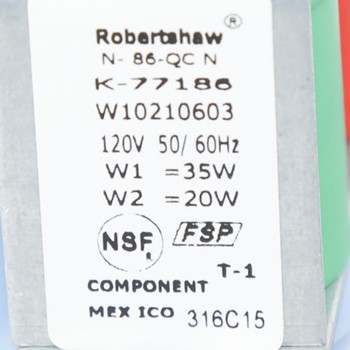 Robertshaw ®
N- 86-QC N
K-77186
W10210603
120V 50/ 60Hz
W1 =35W
W2 =20W
NSF® FSP
T-1
COMPONENT
MEX ICO 316C15